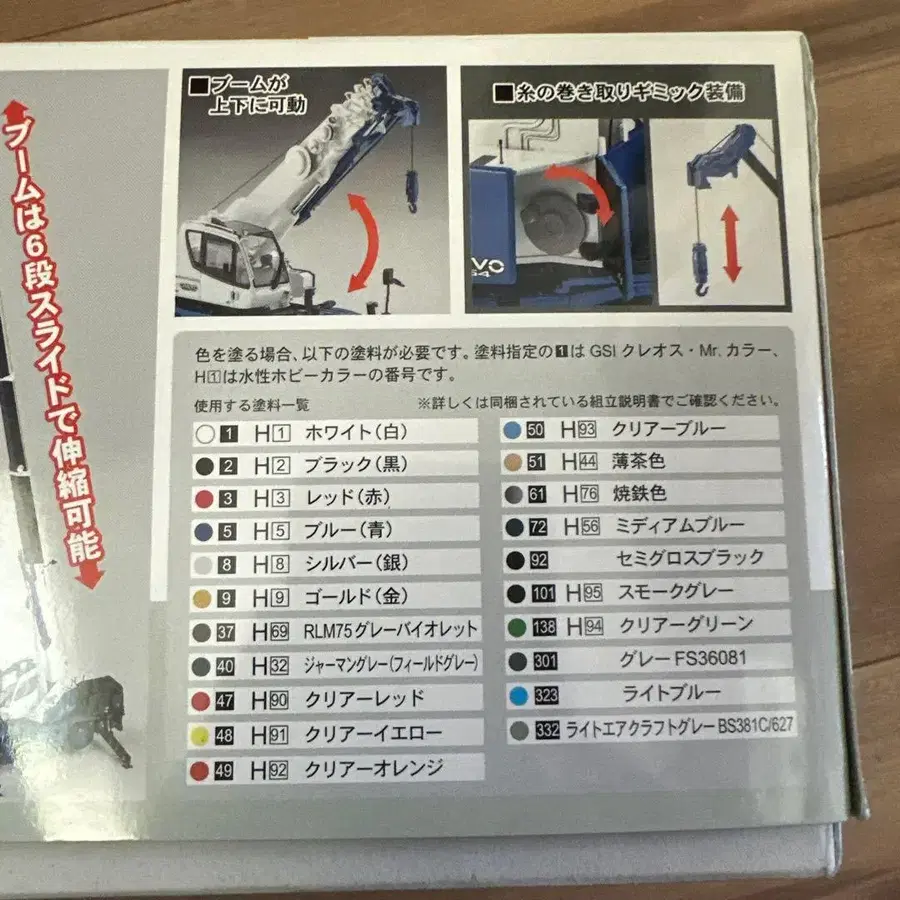 ブームは6段スライドで伸縮可能
■ブームが
上下に可動
■糸の巻き取りギミック装備
VO
色を塗る場合、以下の塗料が必要です。塗料指定の1はGSI クレオス・Mr.カラー、
H1は水性ホビーカラーの番号です。
使用する塗料一覧
※詳しくは同梱されている組立説明書でご確認ください。
1 H1 ホワイト(白)
2 H2 ブラック(黒)
3 H3 レッド(赤)
5 H5 ブルー(青)
8 H8 シルバー(銀)
9 H9 ゴールド(金)
37 H69 RLM75グレーバイオレット
40 H32 ジャーマングレー(フィールドグレー)
47 H90 クリアーレッド
48 H91 クリアーイエロー
49 H92 クリアーオレンジ
50 H93 クリアーブルー
51 H44 薄茶色
61 H76 焼鉄色
72 H56 ミディアムブルー
92 セミグロスブラック
101 H95 スモークグレー
138 H94 クリアーグリーン
301 グレー FS36081
323 ライトブルー
332 ライトエアクラフトグレー BS381C/627